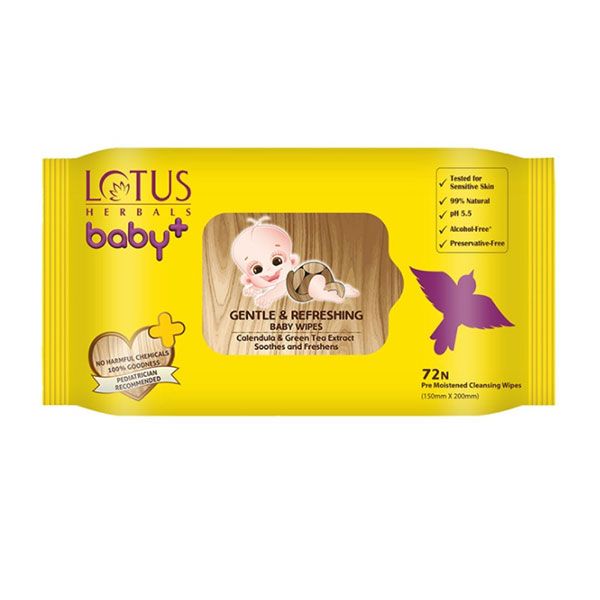 LOTUS
HERBALS
baby+
NO HARMFUL CHEMICALS
100% GOODNESS
PEDIATRICIAN
RECOMMENDED
GENTLE & REFRESHING
BABY WIPES
Calendula & Green Tea Extract
Soothes and Freshens
✓ Tested for
Sensitive Skin
✓ 99% Natural
✓ pH 5.5
✓ Alcohol-Free*
✓ Preservative-Free
72N
Pre Moistened Cleansing Wipes
(150mm X 200mm)